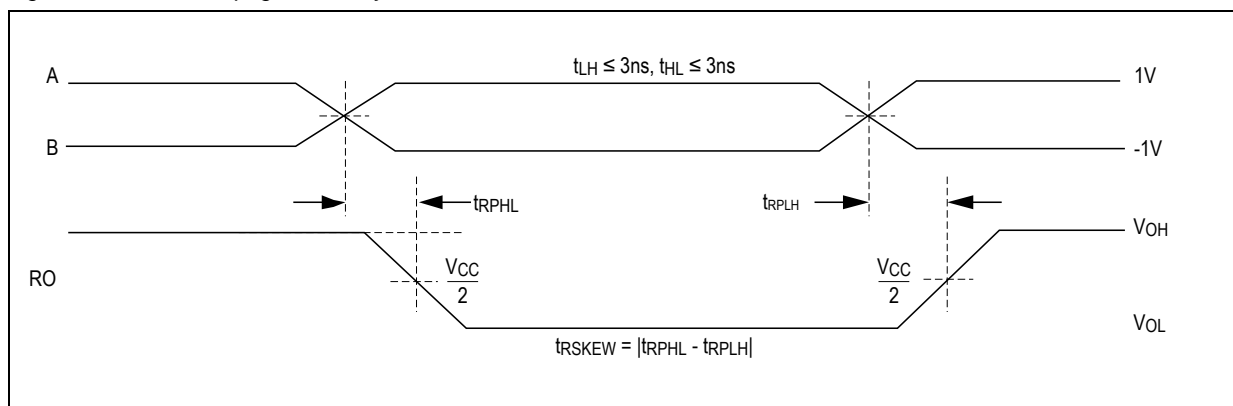 A
tLH ≤ 3ns, tHL ≤ 3ns
1V
B
-1V
tRPHL
tRPLH
VOH
RO
VCC
2
VCC
2
VOL
tRSKEW = |tRPHL - tRPLH|